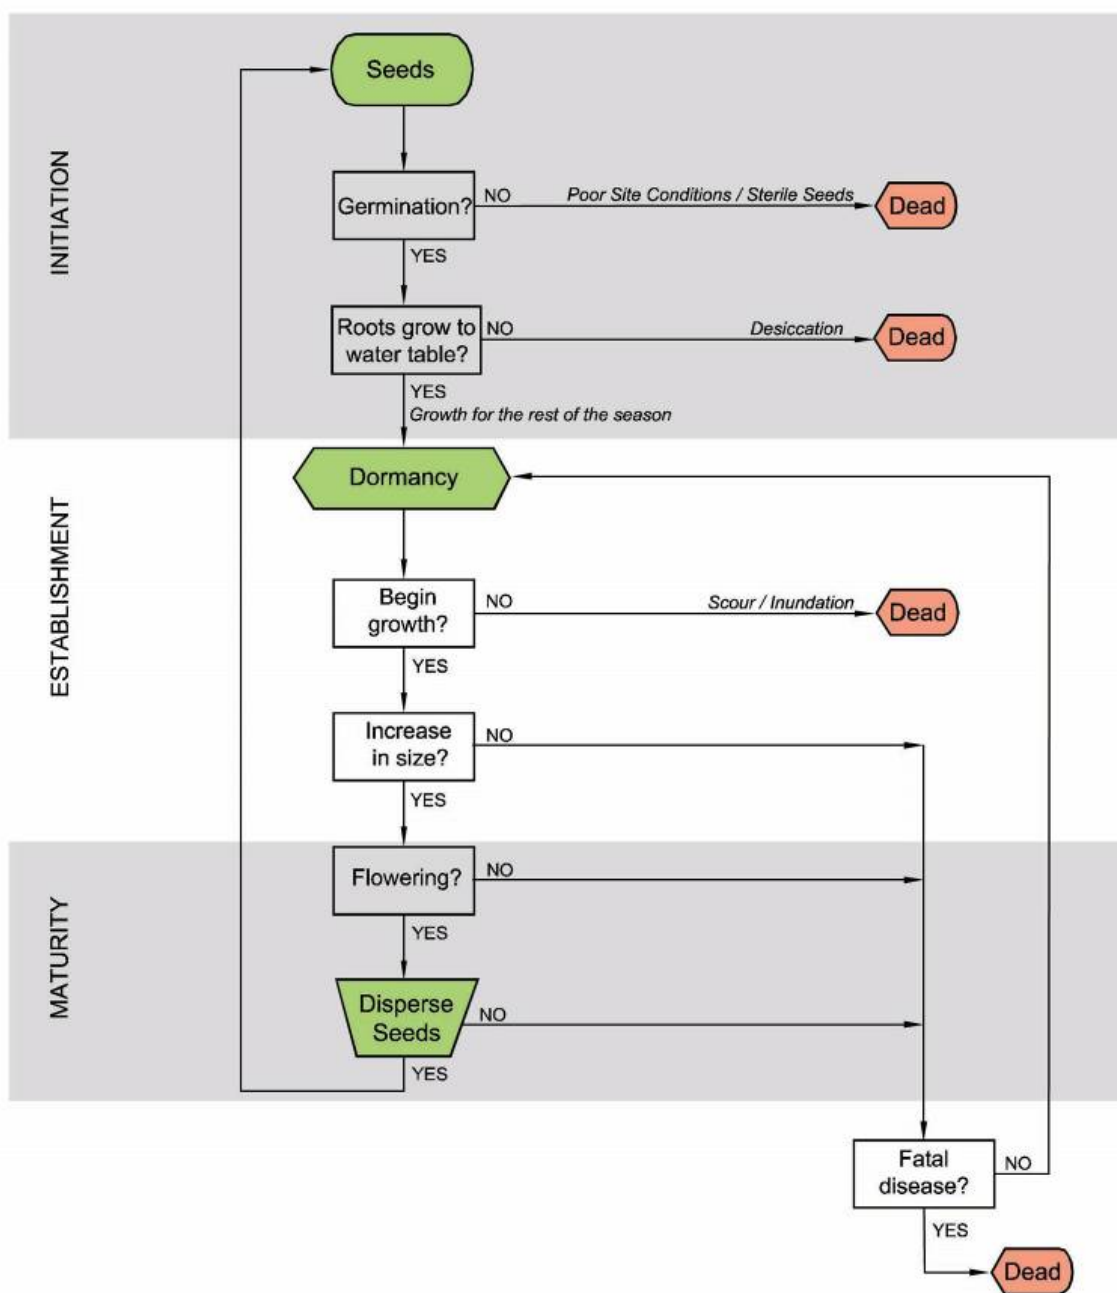 INITIATION
Seeds
Germination?
NO
Poor Site Conditions / Sterile Seeds
Dead
YES
Roots grow to
water table?
NO
Desiccation
Dead
YES
Growth for the rest of the season
ESTABLISHMENT
Dormancy
Begin
growth?
NO
Scour / Inundation
Dead
YES
Increase
in size?
NO
YES
MATURITY
Flowering?
NO
YES
Disperse
Seeds
NO
YES
Fatal
disease?
NO
YES
Dead